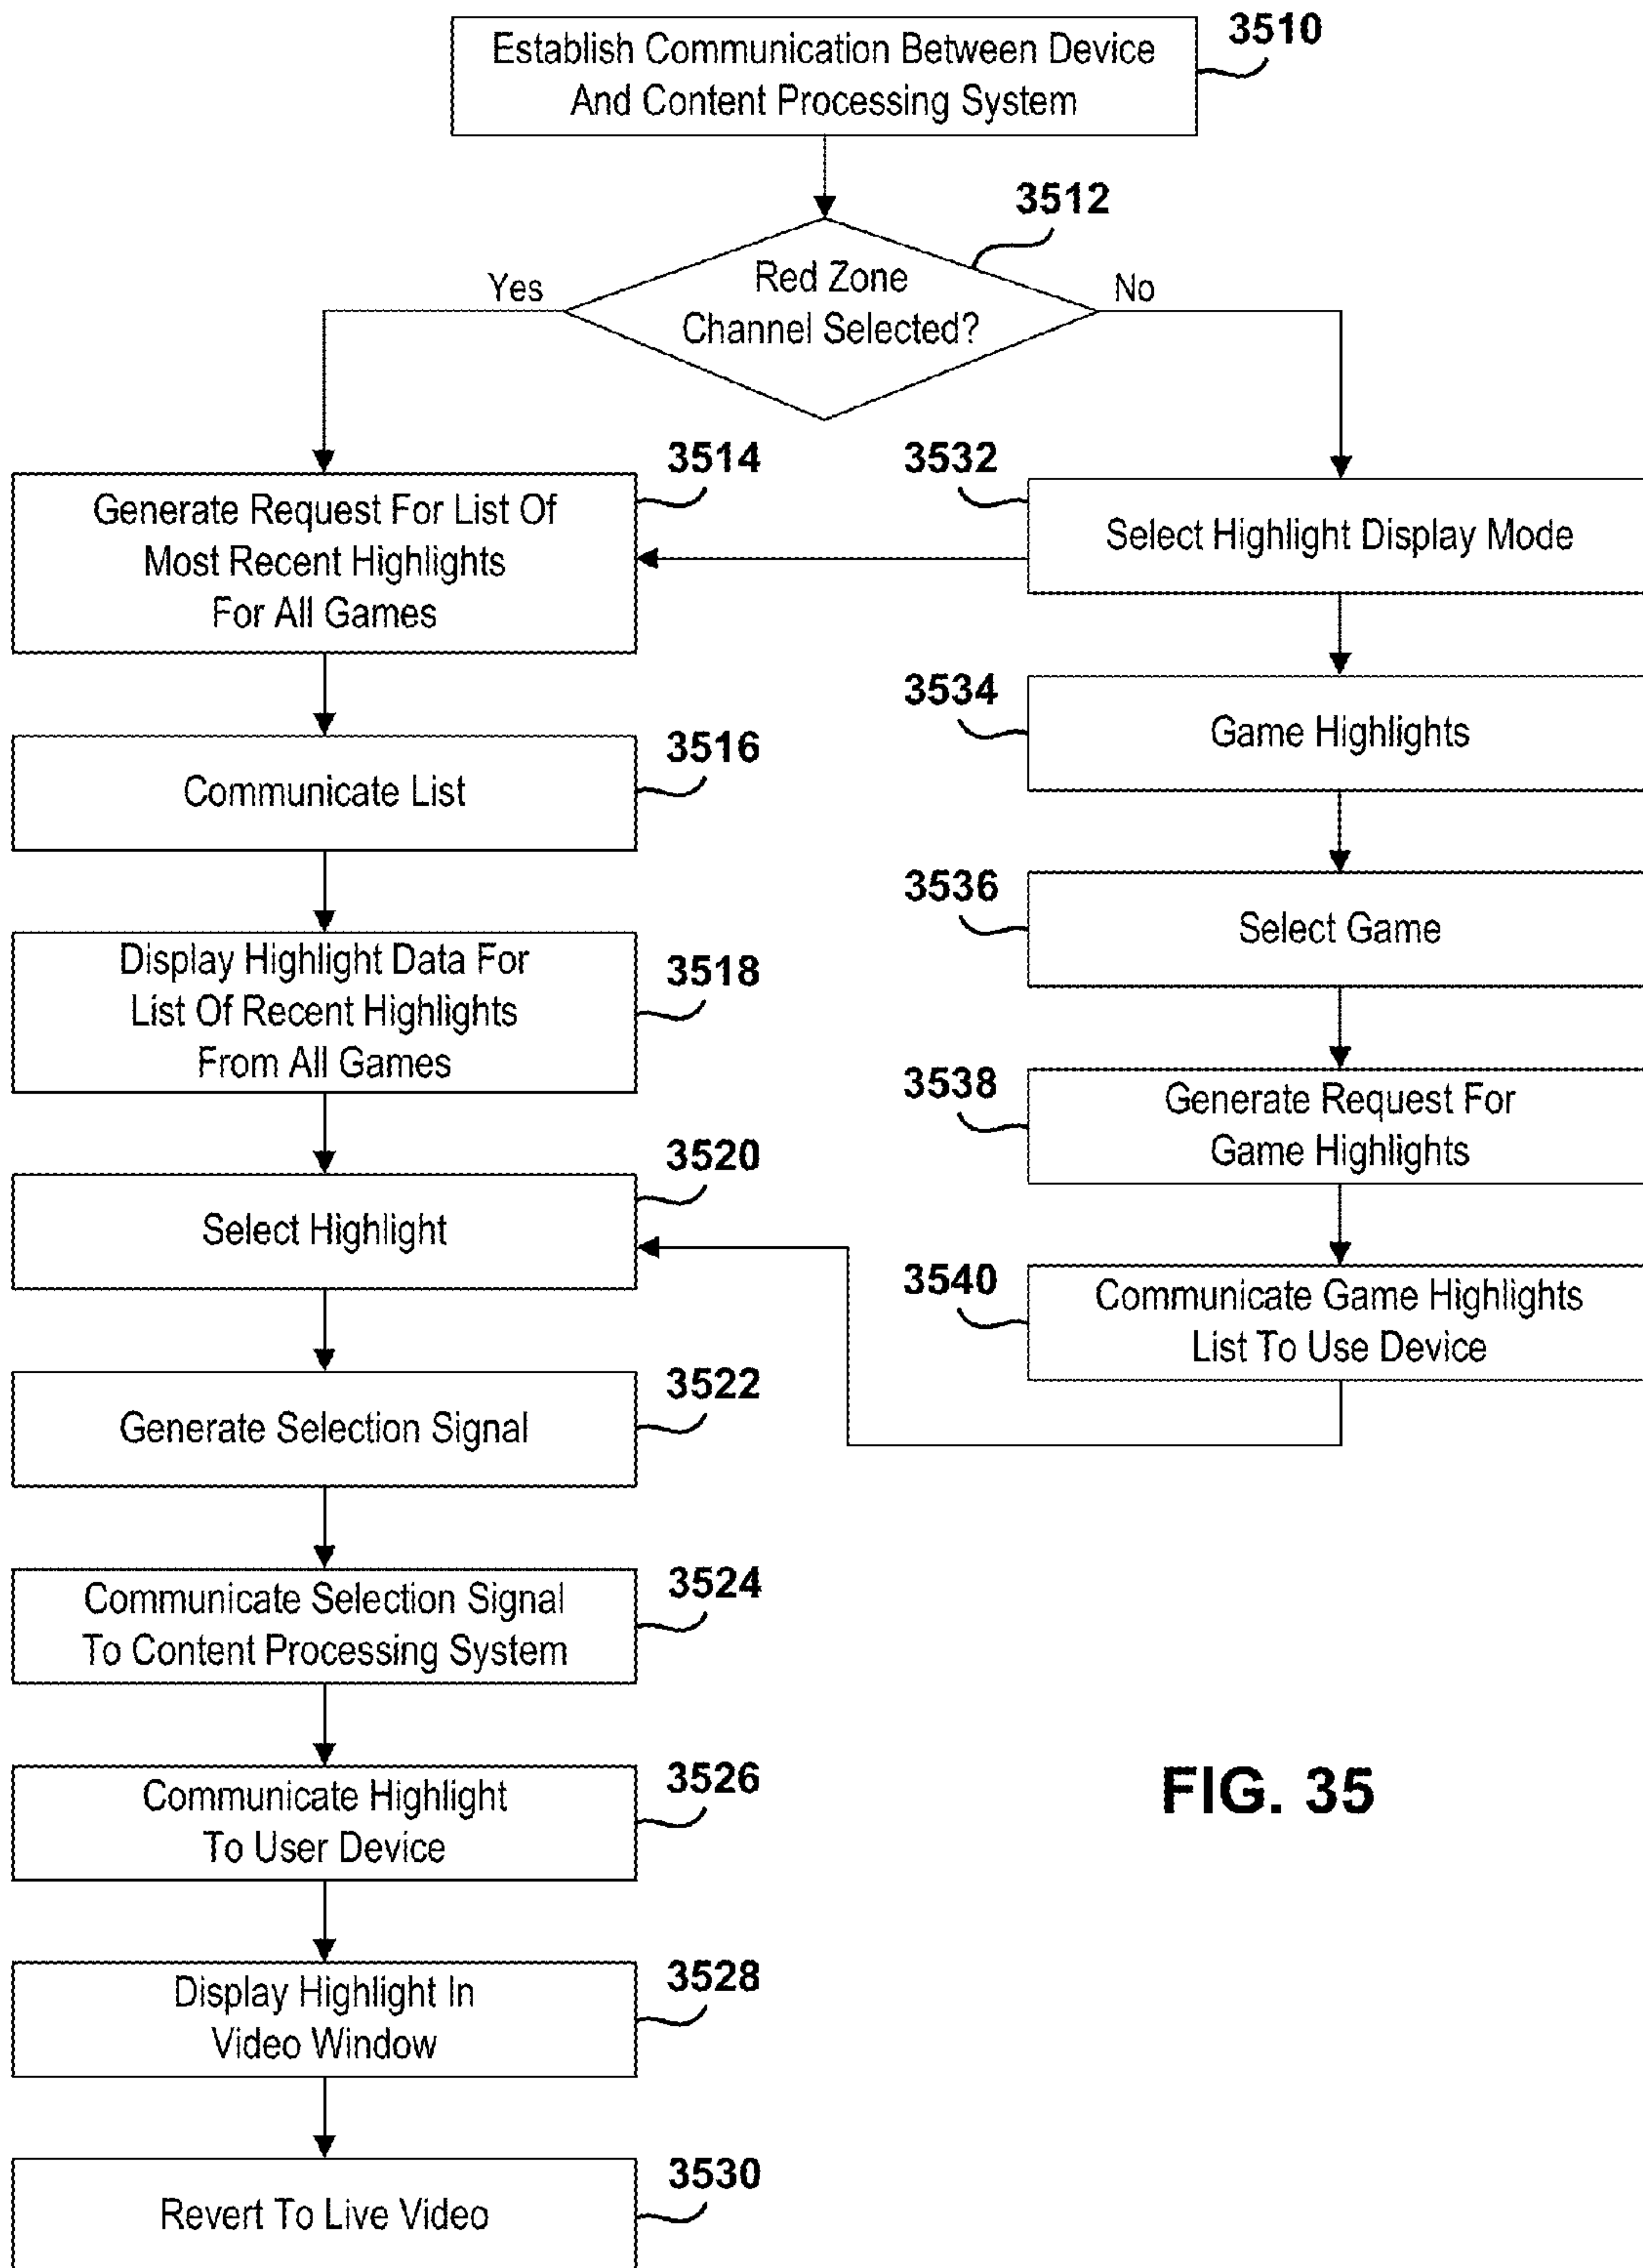 Establish Communication Between Device
And Content Processing System
3510
3512
Red Zone
Channel Selected?
Yes
No
3514
Generate Request For List Of
Most Recent Highlights
For All Games
3516
Communicate List
3518
Display Highlight Data For
List Of Recent Highlights
From All Games
3520
Select Highlight
3522
Generate Selection Signal
3524
Communicate Selection Signal
To Content Processing System
3526
Communicate Highlight
To User Device
3528
Display Highlight In
Video Window
3530
Revert To Live Video
3532
Select Highlight Display Mode
3534
Game Highlights
3536
Select Game
3538
Generate Request For
Game Highlights
3540
Communicate Game Highlights
List To Use Device
FIG. 35